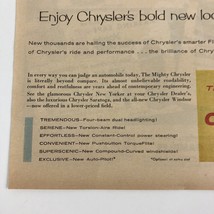 Enjoy Chrysler's bold new loo
New thousands are hailing the success of Chrysler's smarter Fl
of Chrysler's ride and performance . . . the brilliance of Chry
In every way you can judge an automobile today, The Mighty Chrysler
is literally beyond compare. Its almost unbelievable roadability,
comfort and restfulness are years ahead of contemporary engineering.
See the glamorous Chrysler New Yorker at your Chrysler Dealer's,
also the luxurious Chrysler Saratoga, and the all-new Chrysler Windsor—
now offered in a lower-priced field.
TREMENDOUS–Four-beam dual headlighting!
SERENE–New Torsion-Aire Ride!
EFFORTLESS–New Constant-Control power steering!
CONVENIENT–New Pushbutton TorqueFlite!
SUPERSCENIC–New Compound-Curved windshields!
EXCLUSIVE–New Auto-Pilot!*
T
C